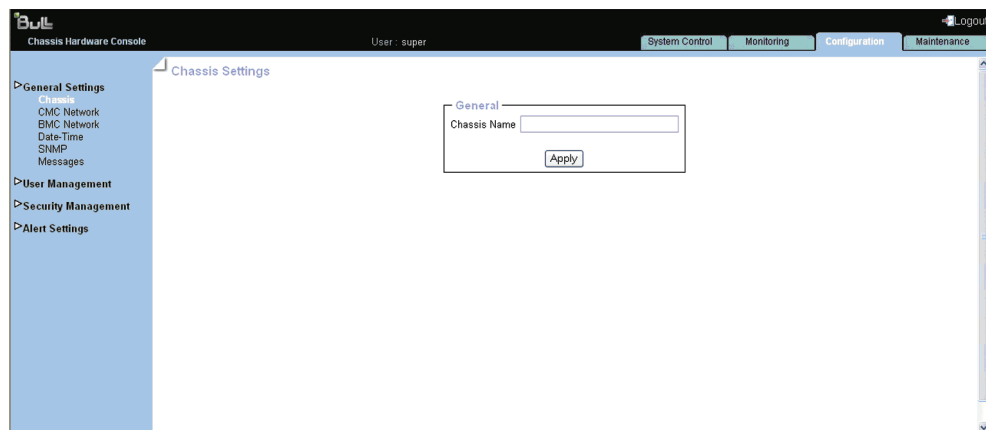 Bull
Logout
Chassis Hardware Console
User : super
System Control
Monitoring
Configuration
Maintenance
General Settings
Chassis
CMC Network
BMC Network
Date-Time
SNMP
Messages
User Management
Security Management
Alert Settings
Chassis Settings
General
Chassis Name
Apply